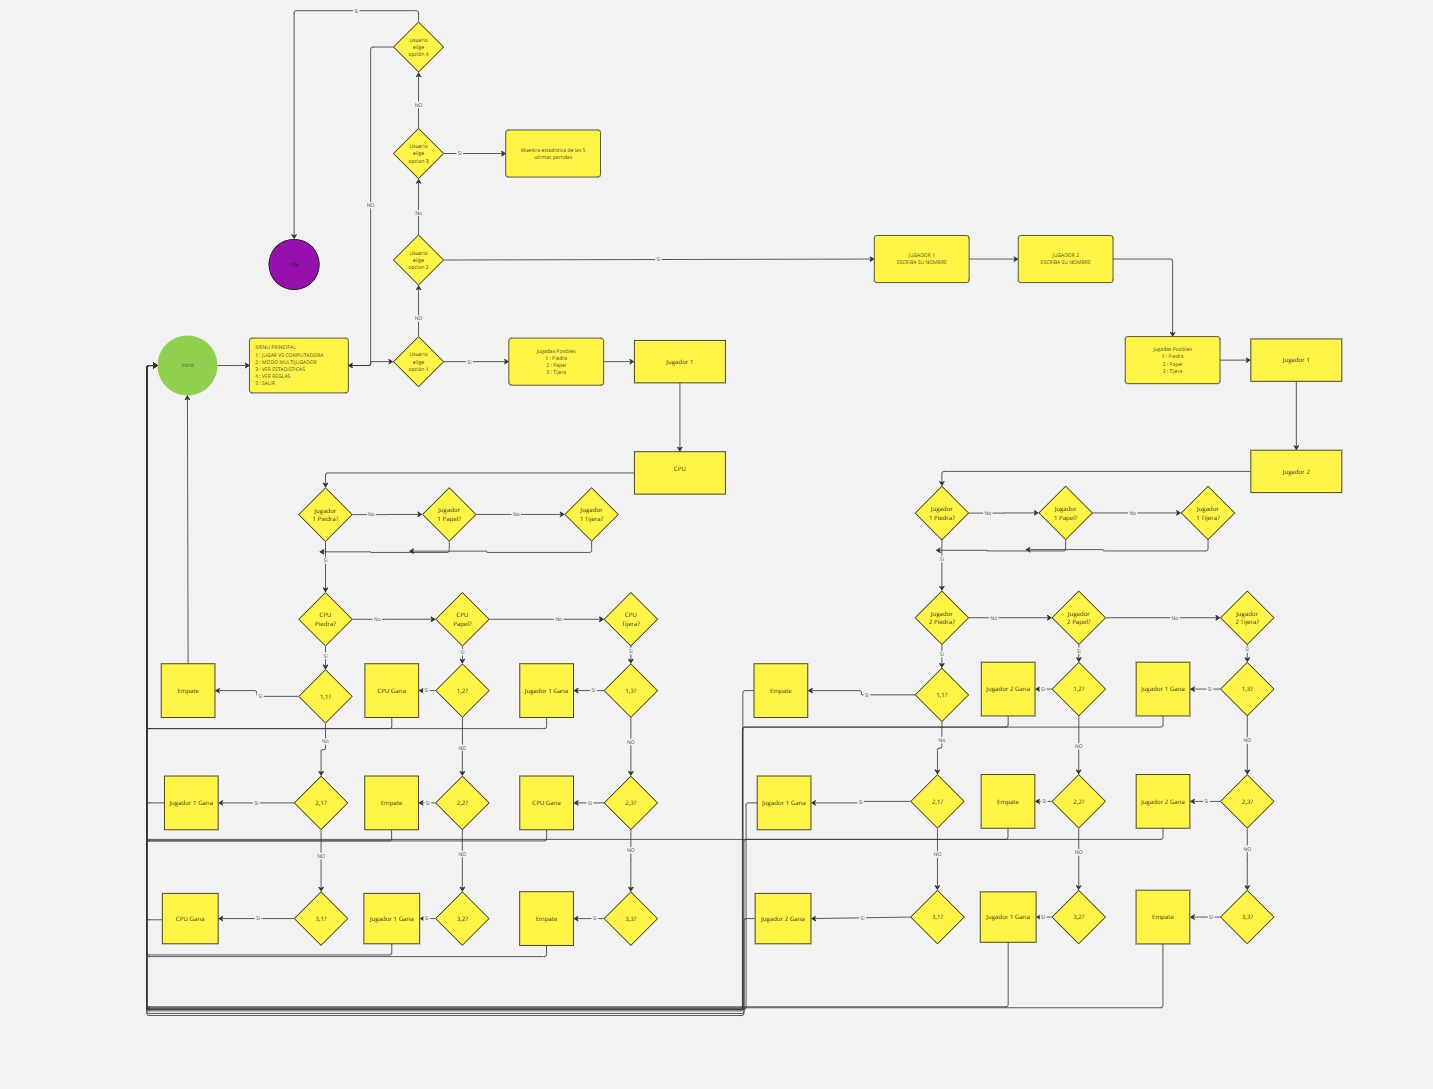 SI
Usuario
elige
opción 4
NO
Usuario
elige
opcion 3
SI
Muestra estadistica de las 5
ultimas partidas
NO
No
Usuario
elige
opcion 2
SI
JUGADOR 1
ESCRIBA SU NOMBRE
JUGADOR 2
ESCRIBA SU NOMBRE
FIN
NO
Inicio
MENU PRINCIPAL
1 : JUGAR VS COMPUTADORA
2 : MODO MULTIJUGADOR
3 : VER ESTADISTICAS
4 : VER REGLAS
5 : SALIR
Usuario
elige
opción 1
SI
Jugadas Posibles
1 : Piedra
2 : Papel
3 : Tijera
Jugador 1
Jugadas Posibles
1 : Piedra
2 : Papel
3 : Tijera
Jugador 1
CPU
Jugador 2
Jugador
1 Piedra?
No
Jugador
1 Papel?
No
Jugador
1 Tijera?
Jugador
1 Piedra?
No
Jugador
1 Papel?
No
Jugador
1 Tijera?
Si
Si
CPU
Piedra?
No
CPU
Papel?
No
CPU
Tijera?
Jugador
2 Piedra?
No
Jugador
2 Papel?
No
Jugador
2 Tijera?
Si
Si
Si
Si
Si
Si
Empate
Si
1,1?
CPU Gana
Si
1,2?
Jugador 1 Gana
Si
1,3?
Empate
Si
1,1?
Jugador 2 Gana
Si
1,2?
Jugador 1 Gana
Si
1,3?
No
NO
NO
No
NO
NO
Jugador 1 Gana
Si
2,1?
Empate
Si
2,2?
CPU Gana
Si
2,3?
Jugador 1 Gana
Si
2,1?
Empate
Si
2,2?
Jugador 2 Gana
Si
2,3?
NO
NO
NO
NO
NO
NO
CPU Gana
Si
3,1?
Jugador 1 Gana
Si
3,2?
Empate
Si
3,3?
Jugador 2 Gana
Si
3,1?
Jugador 1 Gana
Si
3,2?
Empate
Si
3,3?